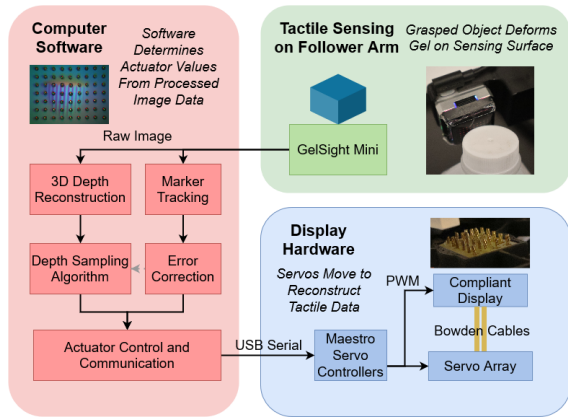 Computer
Software
Software
Determines
Actuator Values
From Processed
Image Data
Raw Image
3D Depth
Reconstruction
Marker
Tracking
Depth Sampling
Algorithm
Error
Correction
Actuator Control and
Communication
Tactile Sensing
on Follower Arm
Grasped Object Deforms
Gel on Sensing Surface
GelSight Mini
Display
Hardware
Servos Move to
Reconstruct
Tactile Data
USB Serial
Maestro
Servo
Controllers
PWM
Compliant
Display
Bowden Cables
Servo Array